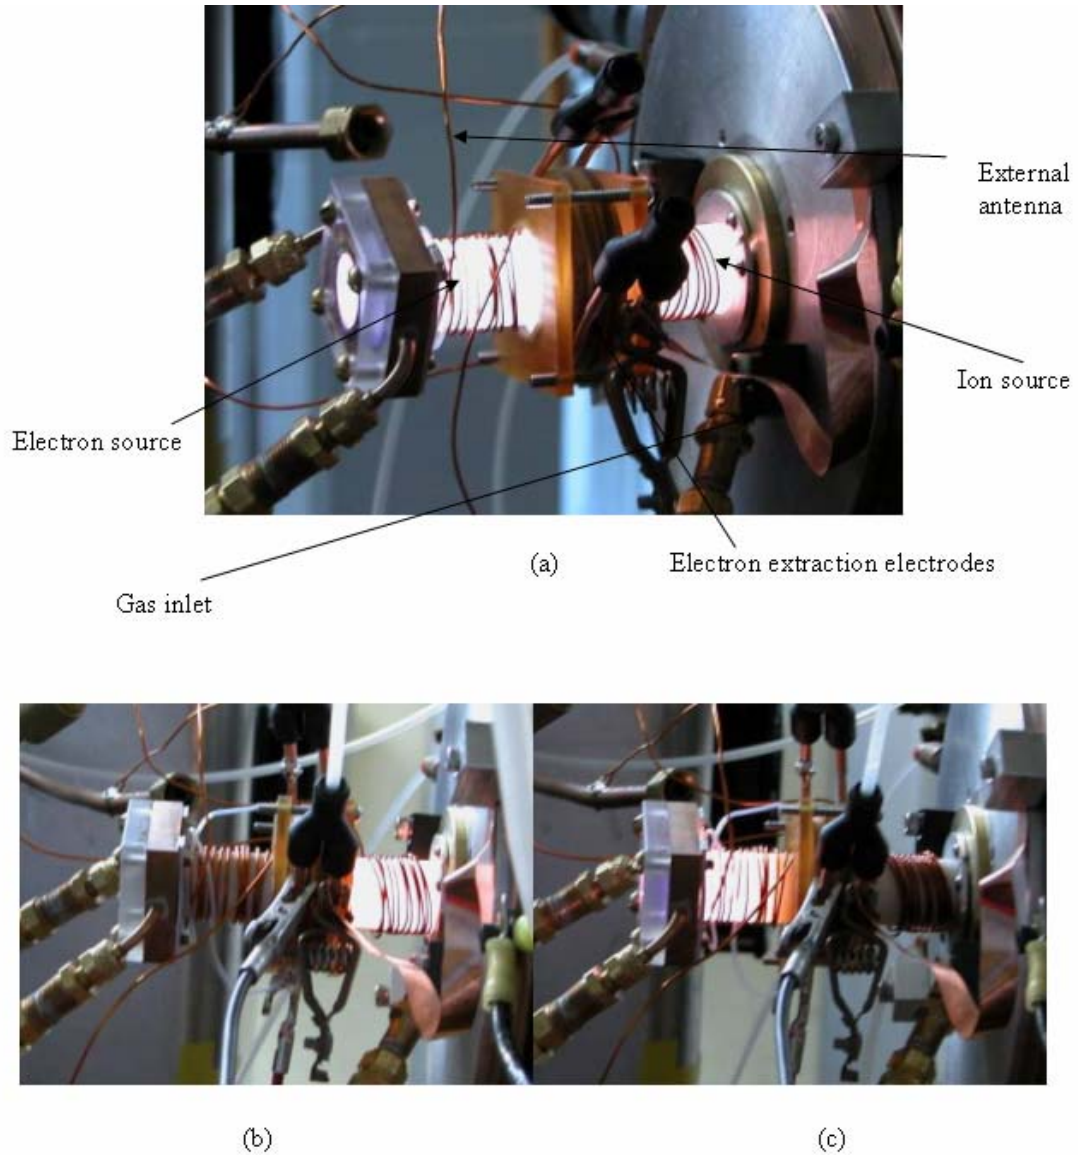 External
antenna
Ion source
Electron source
Electron extraction electrodes
(a)
Gas inlet
(b)
(c)